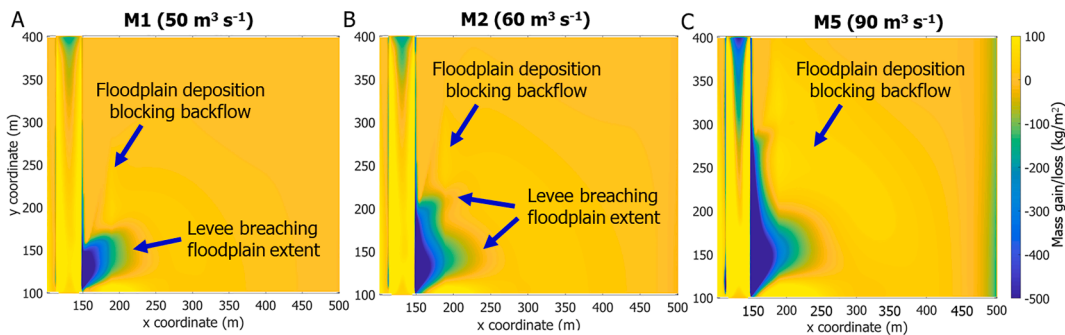 A
M1 (50 m³ s⁻¹)
400
350
300
250
200
150
100
y coordinate (m)
150 200 250 300 350 400 450 500
x coordinate (m)
Floodplain deposition
blocking backflow
Levee breaching
floodplain extent
B
M2 (60 m³ s⁻¹)
400
350
300
250
200
150
100
150 200 250 300 350 400 450 500
x coordinate (m)
Floodplain deposition
blocking backflow
Levee breaching
floodplain extent
C
M5 (90 m³ s⁻¹)
400
350
300
250
200
150
100
150 200 250 300 350 400 450 500
x coordinate (m)
Floodplain deposition
blocking backflow
100
0
-100
-200
-300
-400
-500
Mass gain/loss (kg/m²)